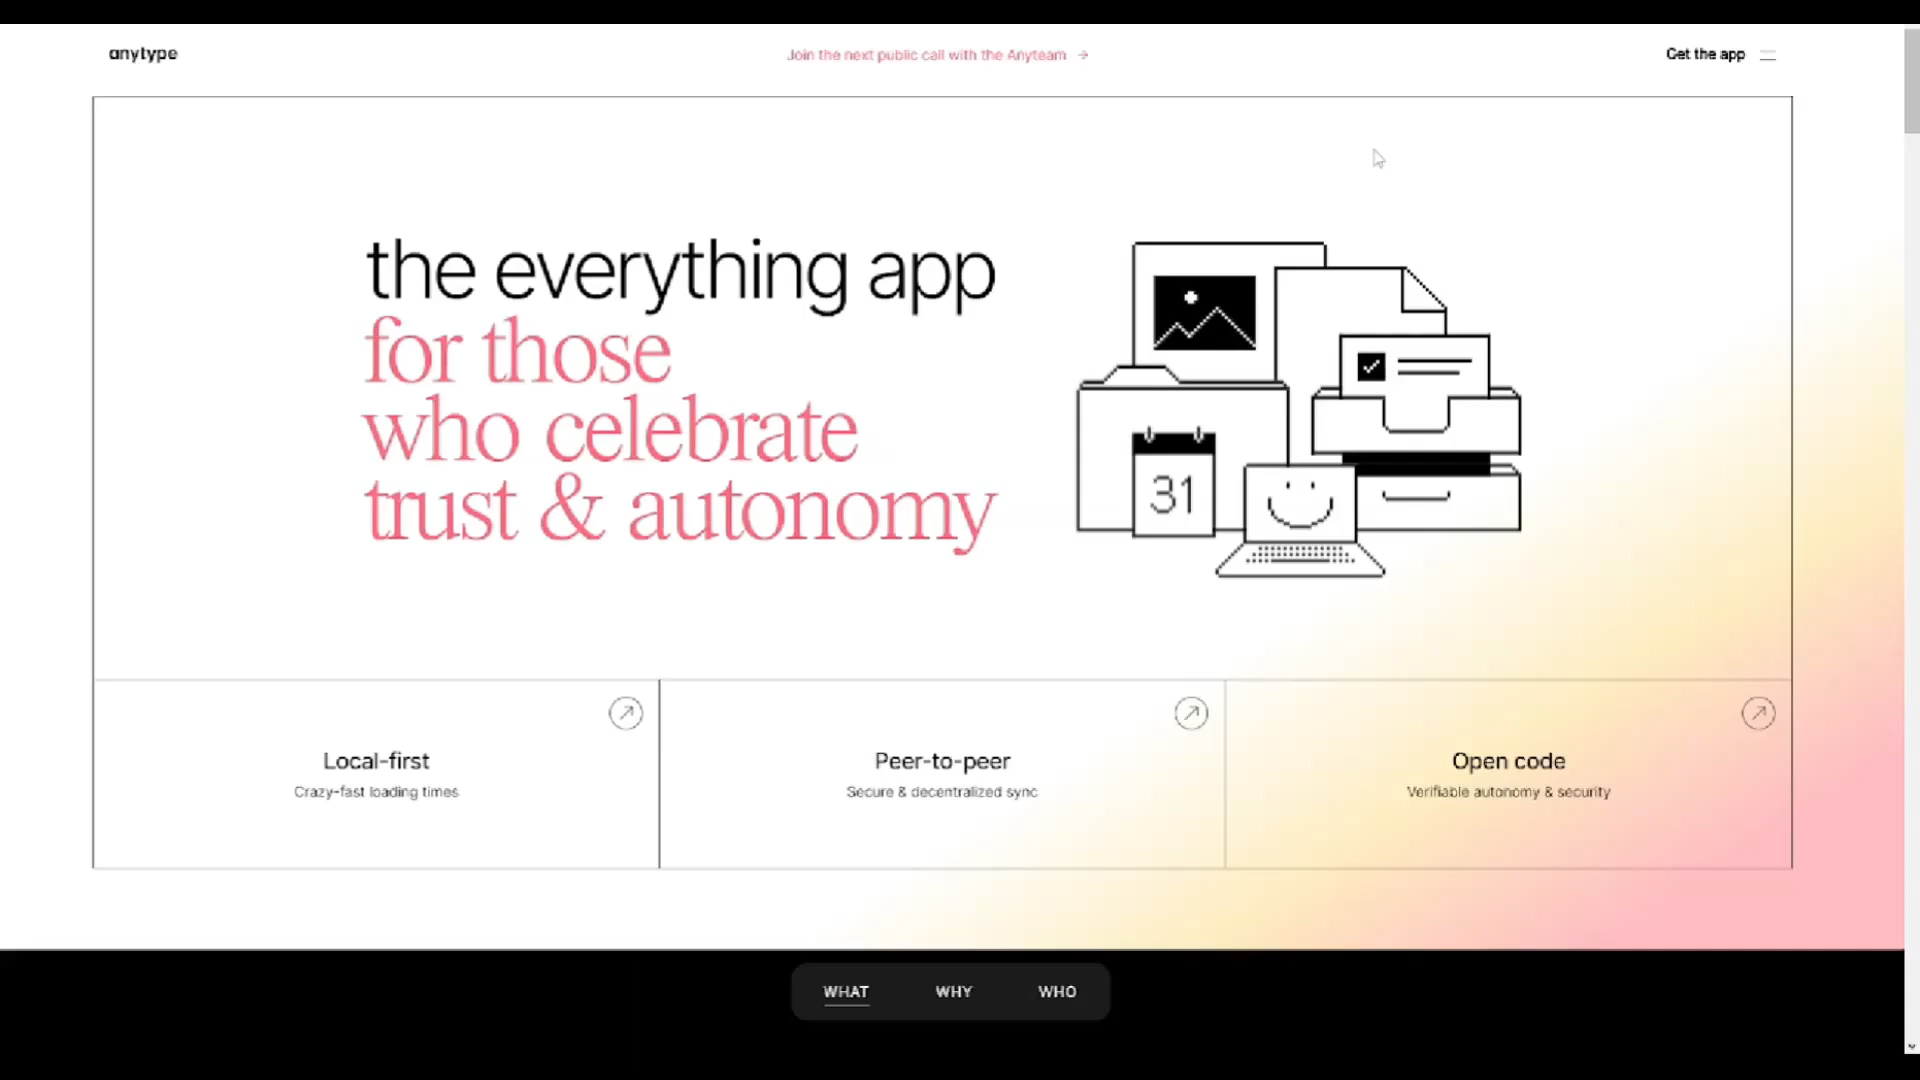 anytype
Join the next public call with the Anyteam →
Get the app
the everything app
for those
who celebrate
trust & autonomy
31
Local-first
Crazy-fast loading times
Peer-to-peer
Secure & decentralized sync
Open code
Verifiable autonomy & security
WHAT
WHY
WHO